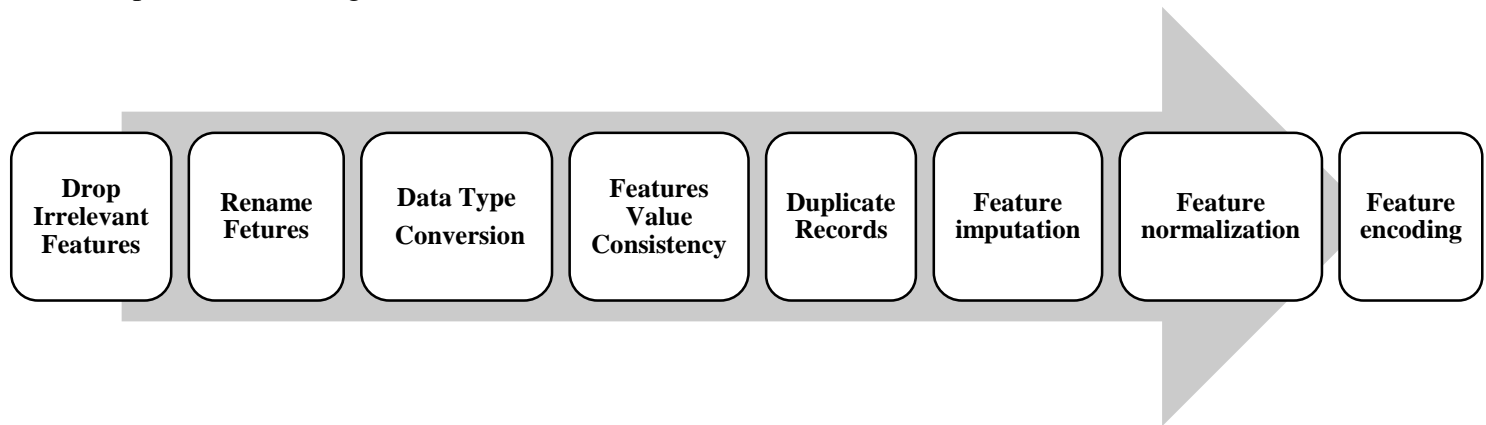 Drop
Irrelevant
Features
Rename
Fetures
Data Type
Conversion
Features
Value
Consistency
Duplicate
Records
Feature
imputation
Feature
normalization
Feature
encoding